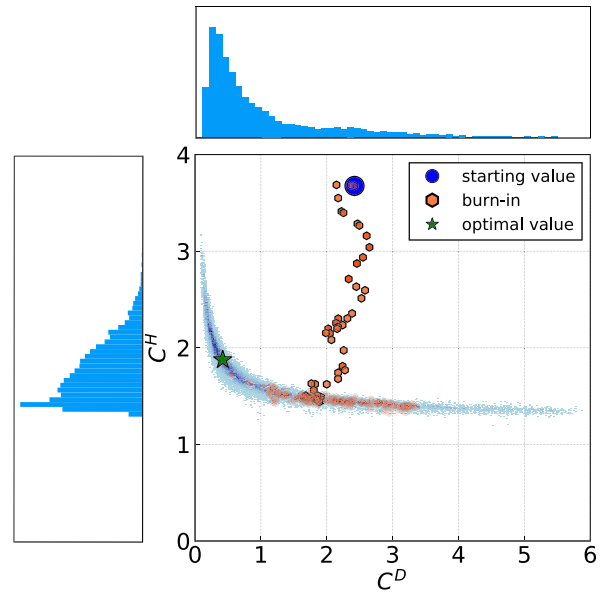 4
starting value
burn-in
optimal value
3
C^H
2
1
0
0 1 2 3 4 5 6
C^D